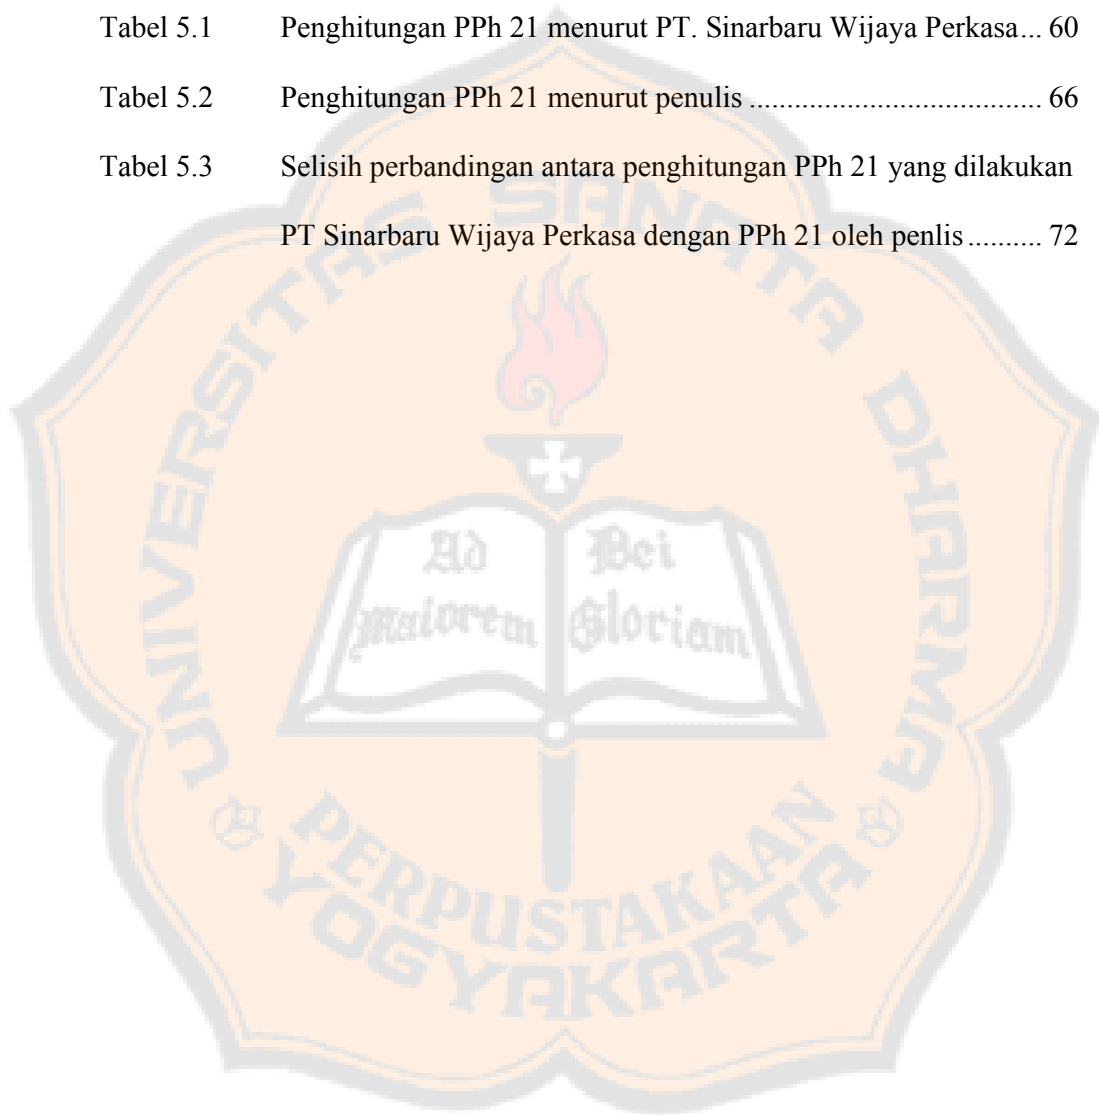 Tabel 5.1 Penghitungan PPh 21 menurut PT. Sinarbaru Wijaya Perkasa... 60
Tabel 5.2 Penghitungan PPh 21 menurut penulis ....................................... 66
Tabel 5.3 Selisih perbandingan antara penghitungan PPh 21 yang dilakukan
PT Sinarbaru Wijaya Perkasa dengan PPh 21 oleh penlis .......... 72
UNIVERSITAS SANATA DHARMA
Ad Dei
maiorem Gloriam
PERPUSTAKAAN
YOGYAKARTA